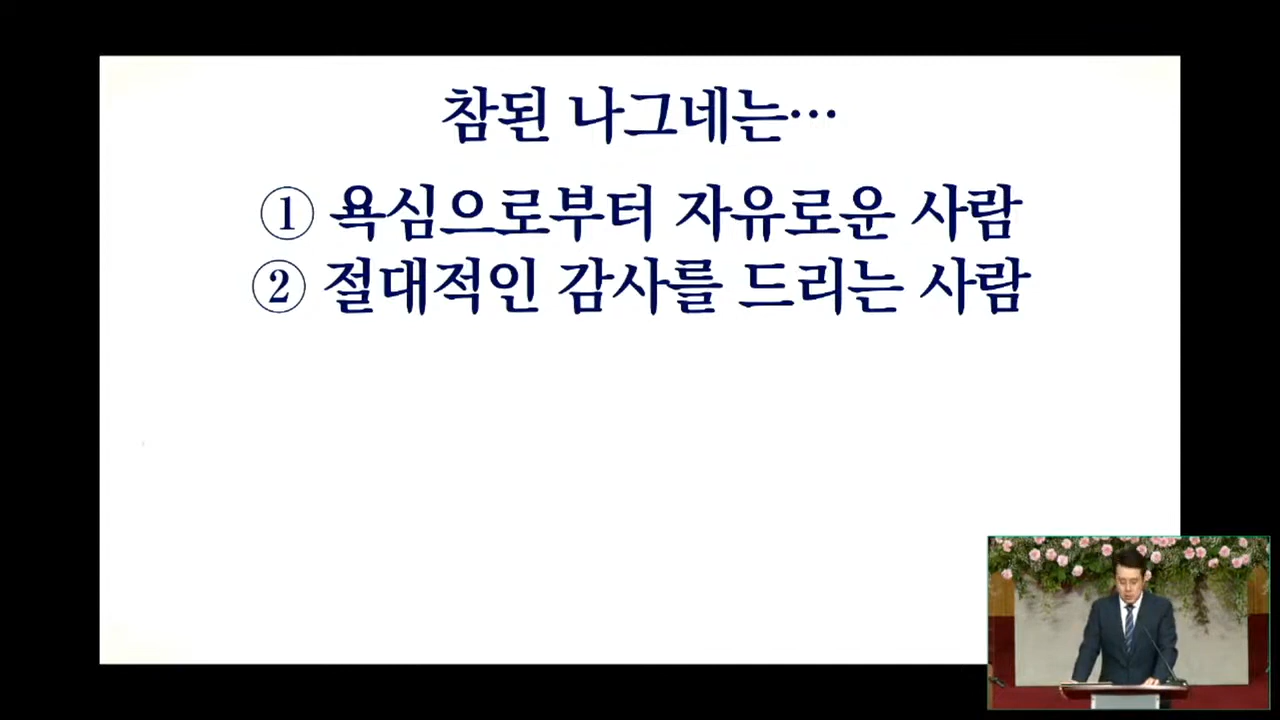 참된 나그네는…
① 욕심으로부터 자유로운 사람
② 절대적인 감사를 드리는 사람